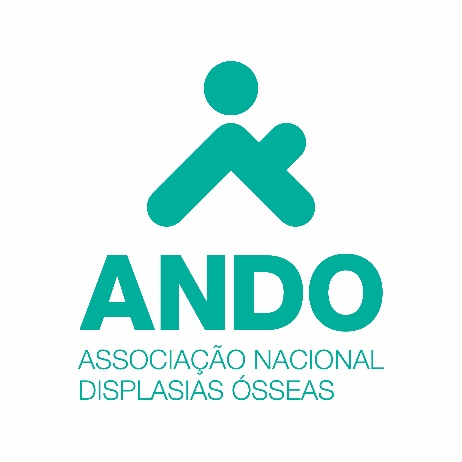 ANDO
ASSOCIAÇÃO NACIONAL
DISPLASIAS ÓSSEAS